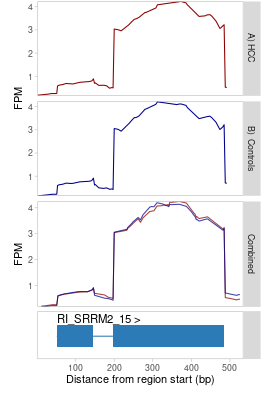 4
3
2
1
A) HCC
FPM
4
3
2
1
B) Controls
4
3
2
1
Combined
FPM
RI_SRRM2_15 >
100 200 300 400 500
Distance from region start (bp)